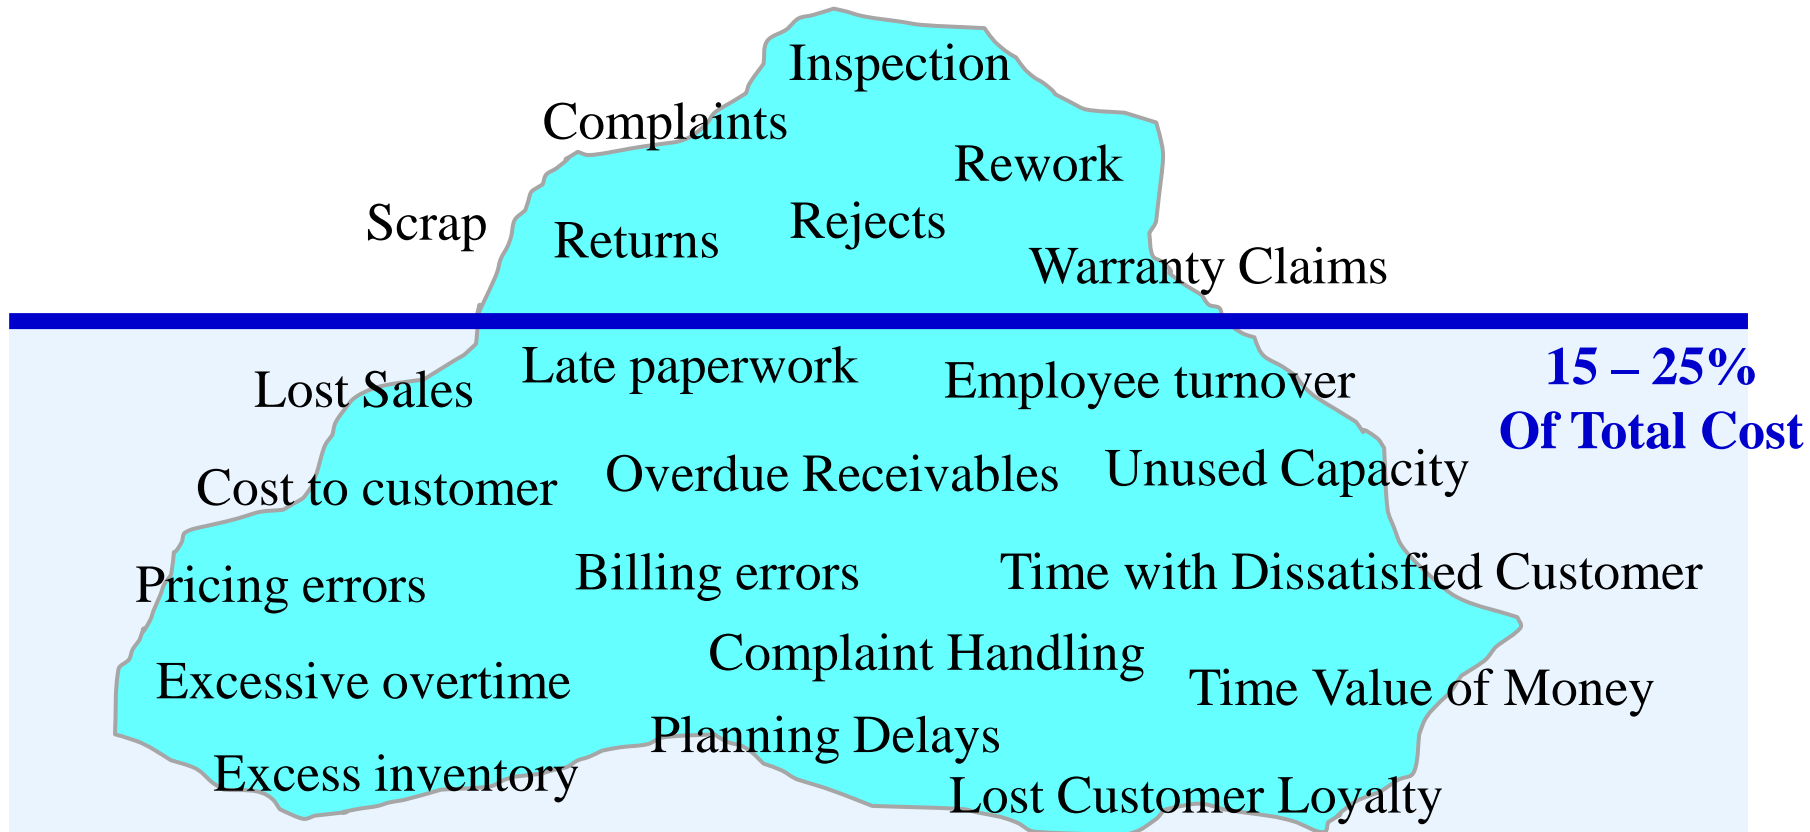 Inspection
Complaints
Rework
Scrap
Returns
Rejects
Warranty Claims
Lost Sales
Late paperwork
Employee turnover
15 – 25%
Of Total Cost
Cost to customer
Overdue Receivables
Unused Capacity
Pricing errors
Billing errors
Time with Dissatisfied Customer
Complaint Handling
Excessive overtime
Time Value of Money
Planning Delays
Excess inventory
Lost Customer Loyalty